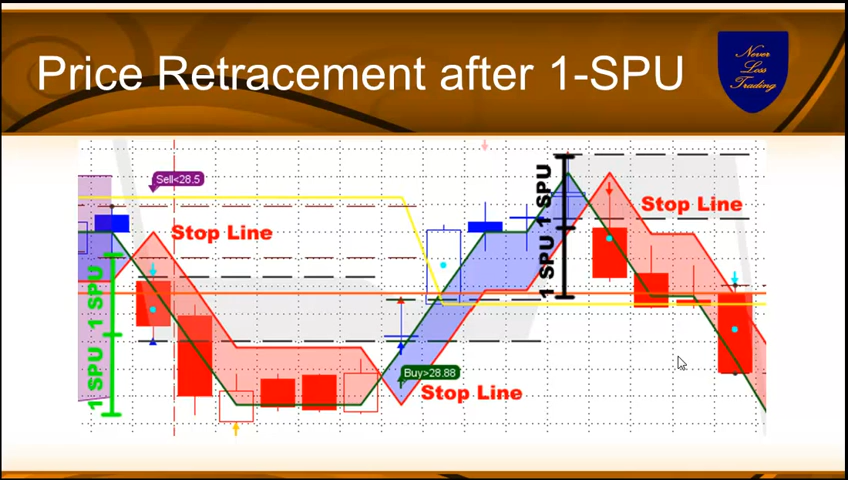 Price Retracement after 1-SPU
Never
Loss
Trading
Sell<28.5
Stop Line
1 SPU
1 SPU
Buy>28.88
Stop Line
1 SPU
1 SPU
Stop Line